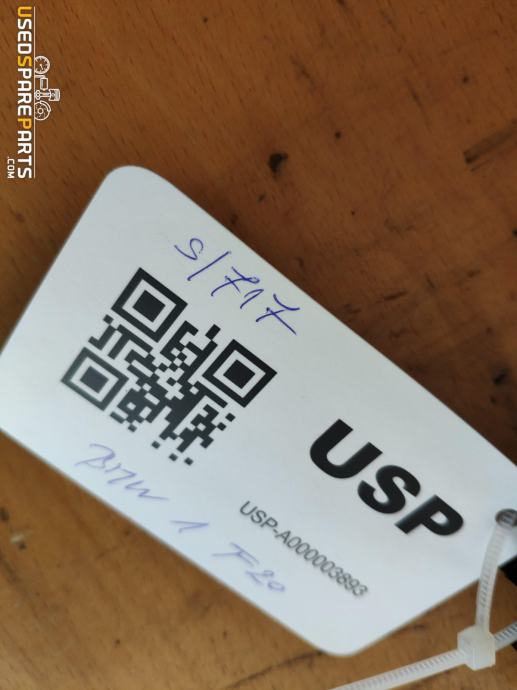 USEDSPAREPARTS
.COM
S/717
USP
USP-A000003893
BMW 1 F20